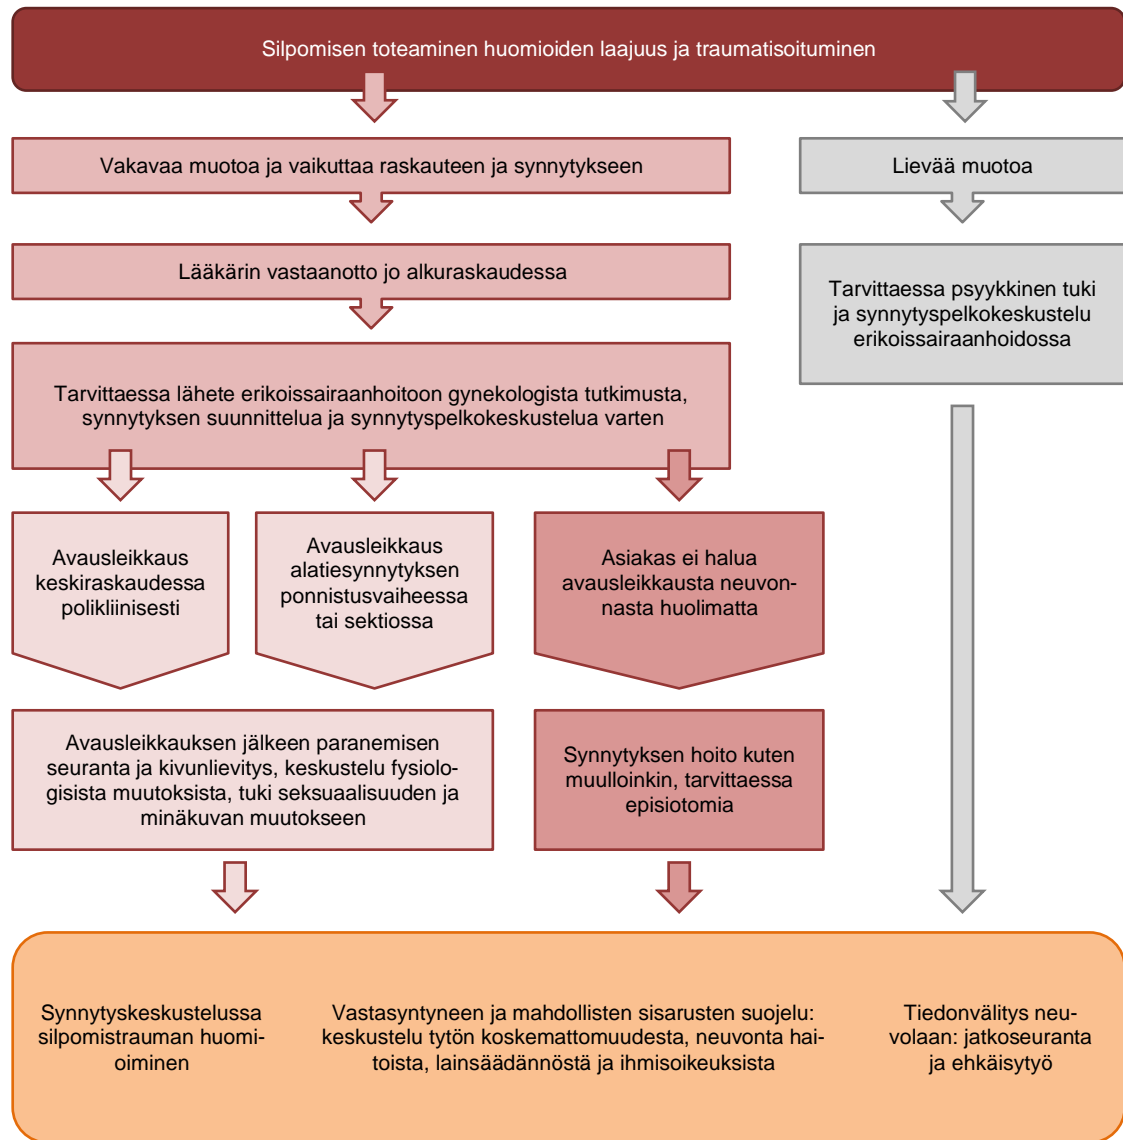 Silpomisen toteaminen huomioiden laajuus ja traumatisoituminen
Vakavaa muotoa ja vaikuttaa raskauteen ja synnytykseen
Lievää muotoa
Lääkärin vastaanotto jo alkuraskaudessa
Tarvittaessa psyykkinen tuki
ja synnytyspelkokeskustelu
erikoissairaanhoidossa
Tarvittaessa lähete erikoissairaanhoitoon gynekologista tutkimusta,
synnytyksen suunnittelua ja synnytyspelkokeskustelua varten
Avausleikkaus
keskiraskaudessa
polikliinisesti
Avausleikkaus
alatiesynnytyksen
ponnistusvaiheessa
tai sektiossa
Asiakas ei halua
avausleikkausta neuvon-
nasta huolimatta
Avausleikkauksen jälkeen paranemisen
seuranta ja kivunlievitys, keskustelu fysiolo-
gisista muutoksista, tuki seksuaalisuuden ja
minäkuvan muutokseen
Synnytyksen hoito kuten
muulloinkin, tarvittaessa
episiotomia
Synnytyskeskustelussa
silpomistrauman huomi-
oiminen
Vastasyntyneen ja mahdollisten sisarusten suojelu:
keskustelu tytön koskemattomuudesta, neuvonta hai-
toista, lainsäädännöstä ja ihmisoikeuksista
Tiedonvälitys neu-
volaan: jatkoseuranta
ja ehkäisytyö